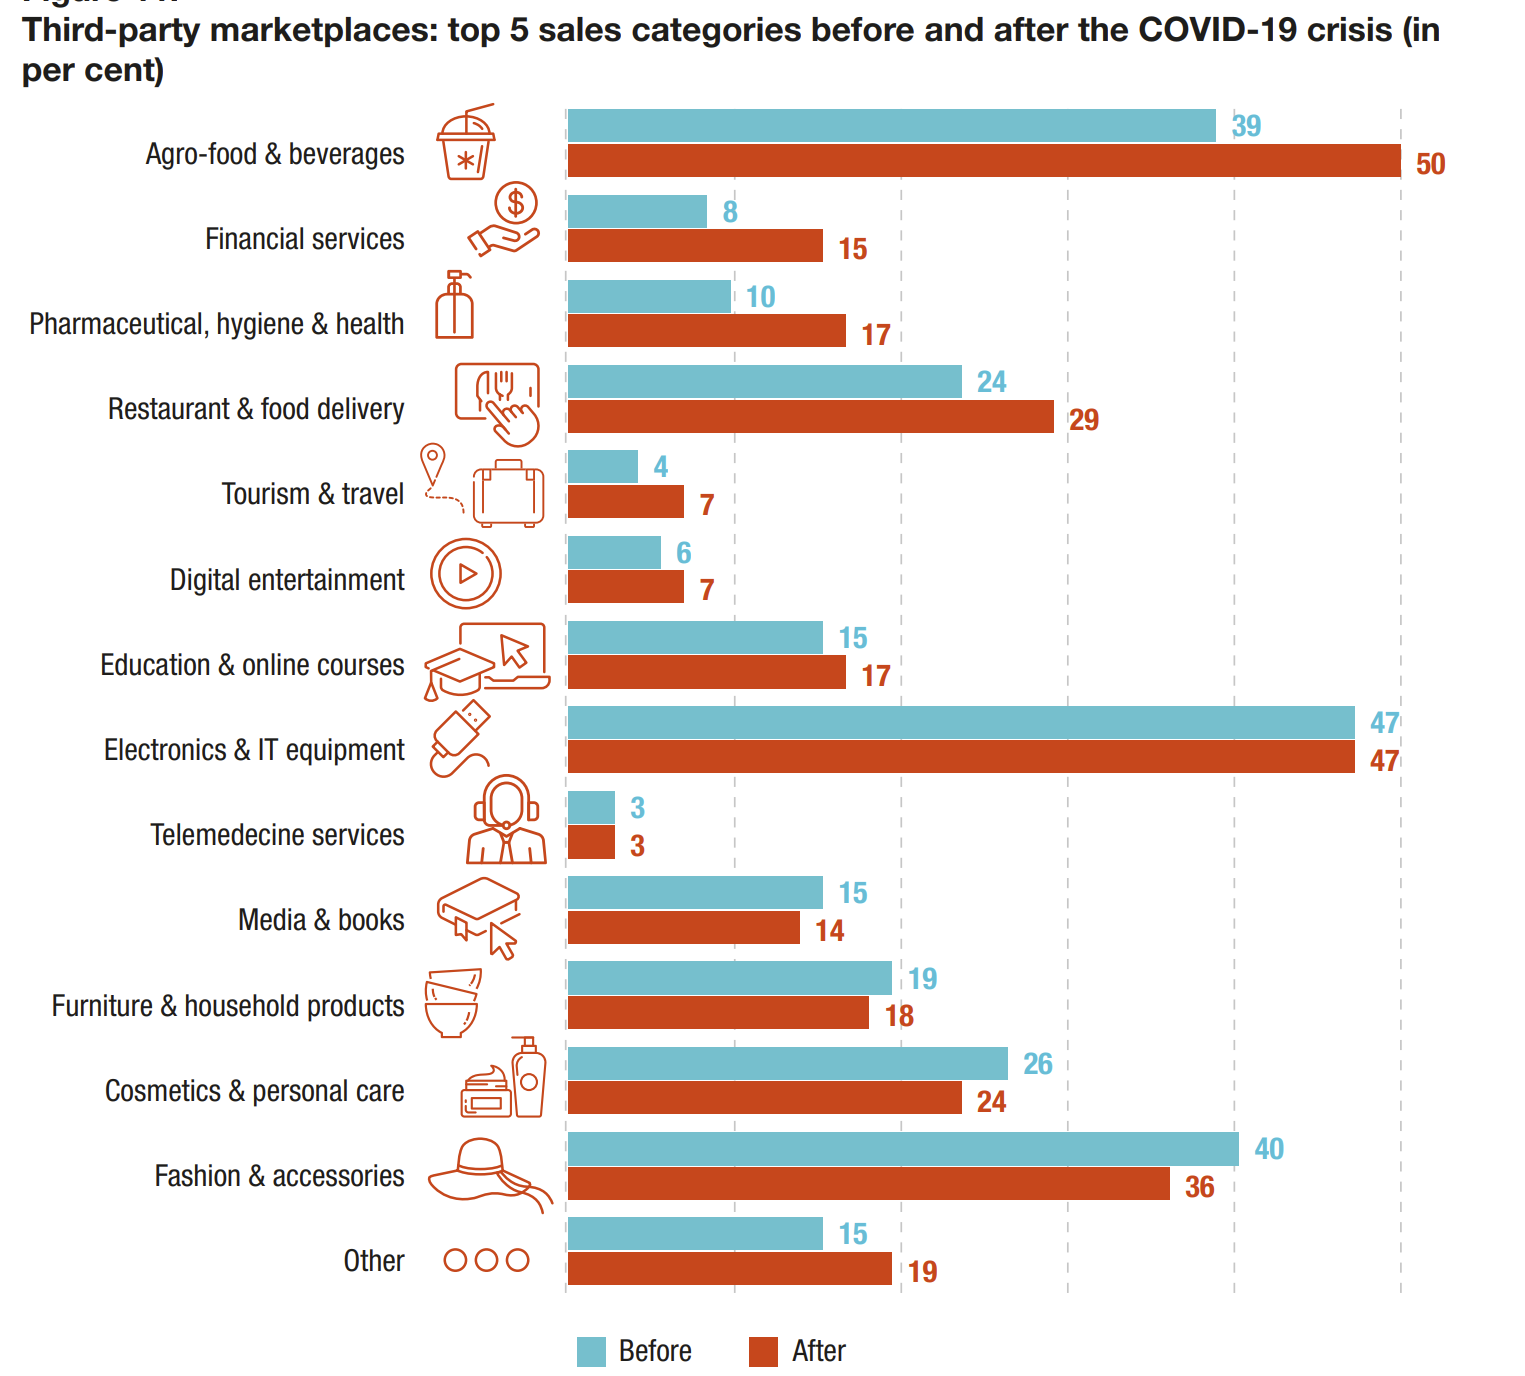 Third-party marketplaces: top 5 sales categories before and after the COVID-19 crisis (in
per cent)
Agro-food & beverages
39
50
Financial services
8
15
Pharmaceutical, hygiene & health
10
17
Restaurant & food delivery
24
29
Tourism & travel
4
7
Digital entertainment
6
7
Education & online courses
15
17
Electronics & IT equipment
47
47
Telemedecine services
3
3
Media & books
15
14
Furniture & household products
19
18
Cosmetics & personal care
26
24
Fashion & accessories
40
36
Other
15
19
Before
After